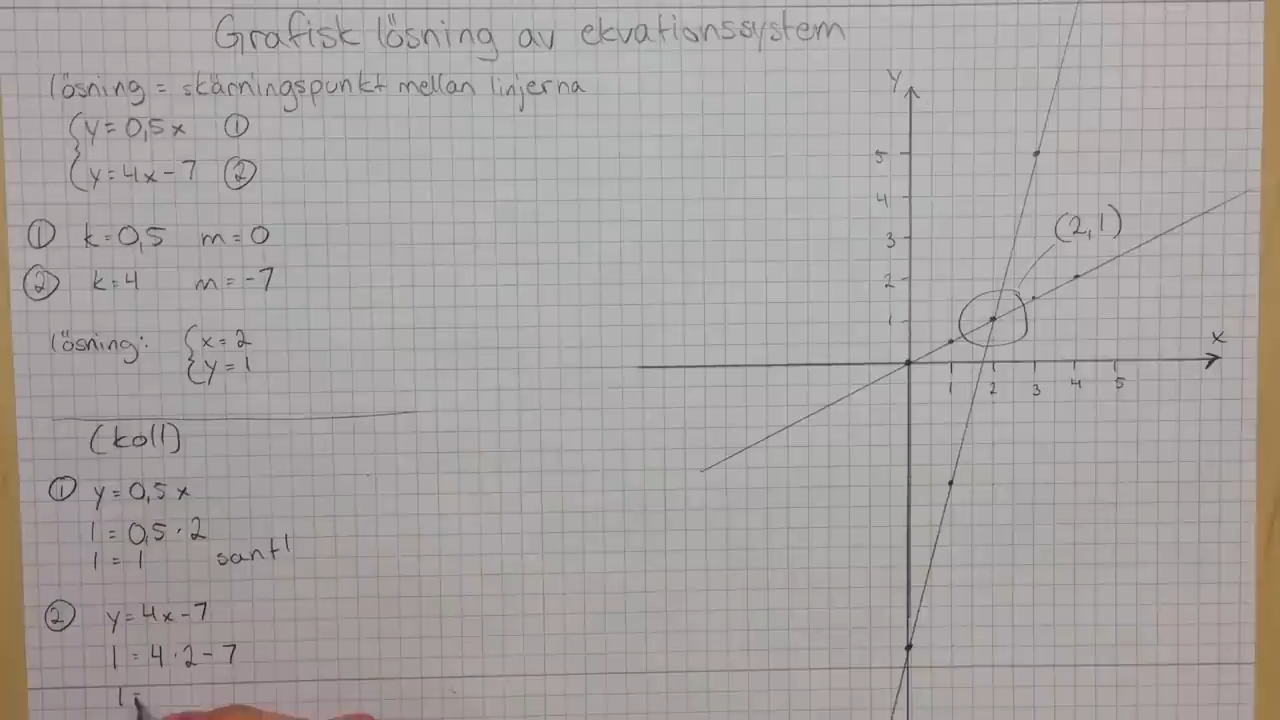 Grafisk lösning av ekvationssystem
lösning = skärningspunkt mellan linjerna
y = 0,5x ①
y = 4x - 7 ②
① k = 0,5 m = 0
② k = 4 m = -7
lösning: x = 2
y = 1
(koll)
① y = 0,5x
1 = 0,5 · 2
1 = 1 sant!
② y = 4x - 7
1 = 4 · 2 - 7
1 =
y
5
4
3
2
1
(2,1)
x
1 2 3 4 5